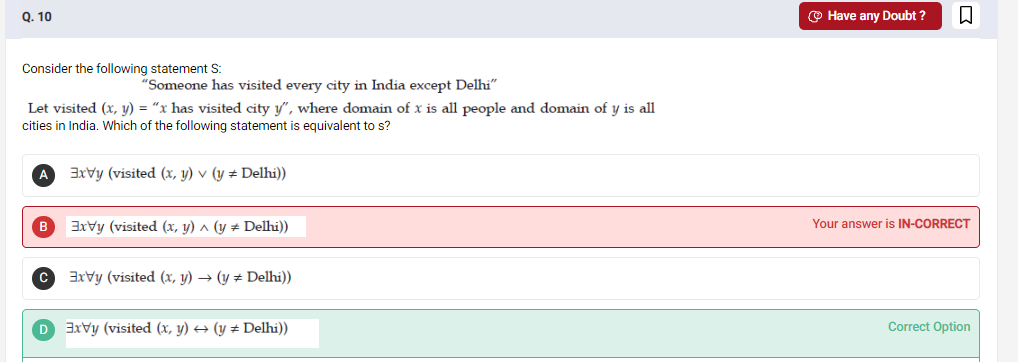 Q. 10
Have any Doubt ?
Consider the following statement S:
“Someone has visited every city in India except Delhi”
Let visited (x, y) = “x has visited city y”, where domain of x is all people and domain of y is all
cities in India. Which of the following statement is equivalent to s?
A ∃x∀y (visited (x, y) ∨ (y ≠ Delhi))
B ∃x∀y (visited (x, y) ∧ (y ≠ Delhi)) Your answer is IN-CORRECT
C ∃x∀y (visited (x, y) → (y ≠ Delhi))
D ∃x∀y (visited (x, y) ↔ (y ≠ Delhi)) Correct Option